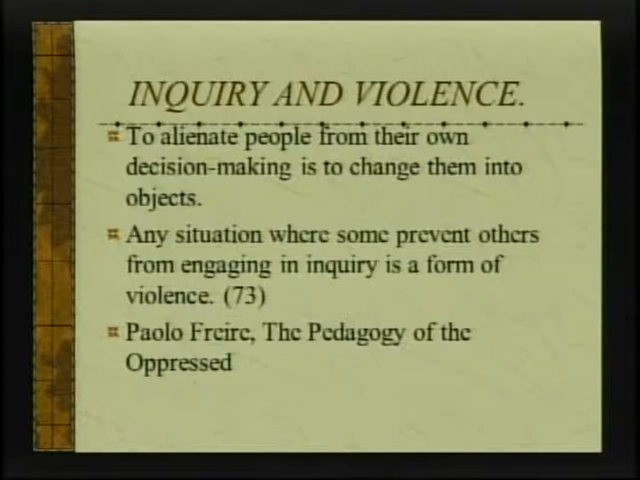 INQUIRY AND VIOLENCE.
To alienate people from their own
decision-making is to change them into
objects.
Any situation where some prevent others
from engaging in inquiry is a form of
violence. (73)
Paolo Freire, The Pedagogy of the
Oppressed